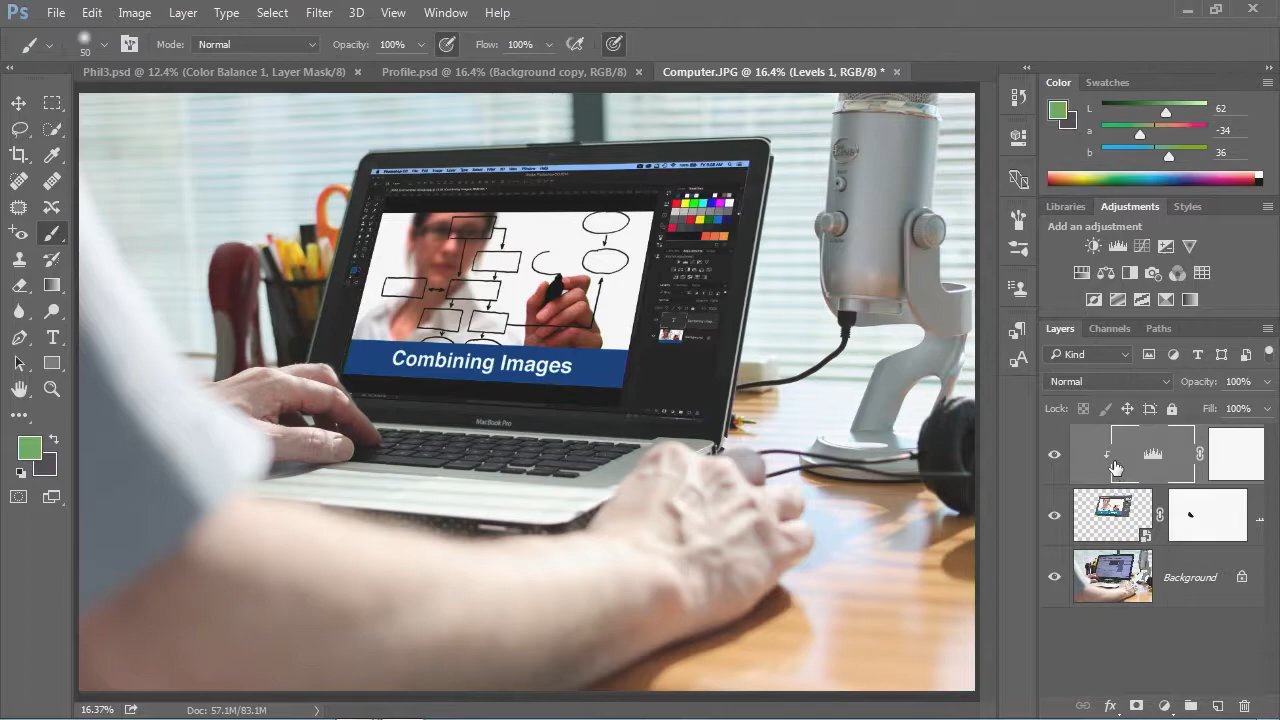 Ps File Edit Image Layer Type Select Filter 3D View Window Help
50 Mode: Normal Opacity: 100% Flow: 100%
Phil3.psd @ 12.4% (Color Balance 1, Layer Mask/8) × Profile.psd @ 16.4% (Background copy, RGB/8) × Computer.JPG @ 16.4% (Levels 1, RGB/8) * ×
Color Swatches
L 62
a -34
b 36
Libraries Adjustments Styles
Add an adjustment
Layers Channels Paths
Kind
Normal Opacity: 100%
Lock: Fill: 100%
Background
Combining Images
MacBook Pro
16.37% Doc: 57.1M/83.1M